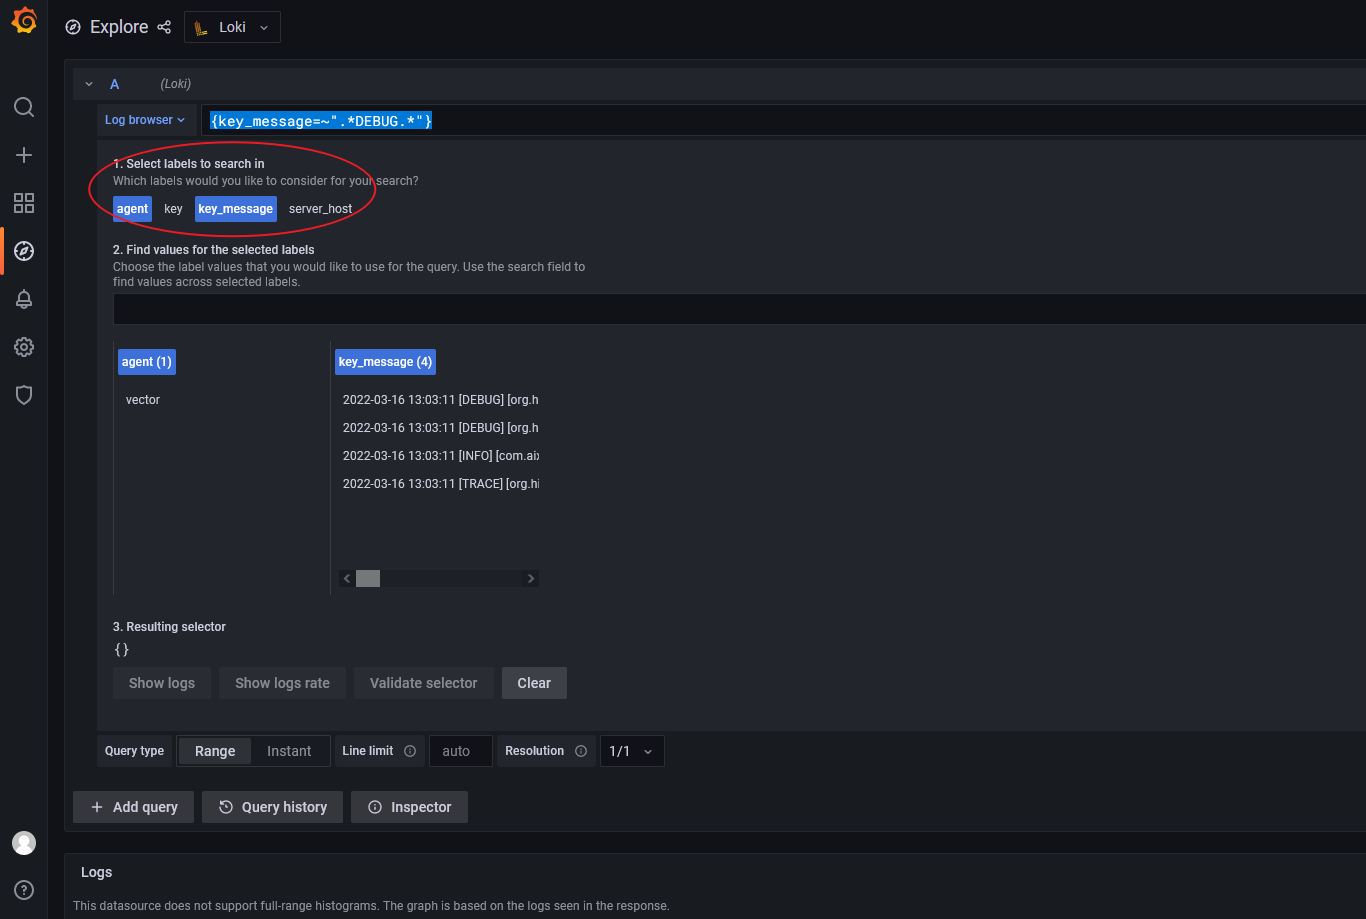 Explore
Loki
A (Loki)
Log browser
{key_message=~".*DEBUG.*"}
1. Select labels to search in
Which labels would you like to consider for your search?
agent key key_message server_host
2. Find values for the selected labels
Choose the label values that you would like to use for the query. Use the search field to
find values across selected labels.
agent (1)
vector
key_message (4)
2022-03-16 13:03:11 [DEBUG] [org.h
2022-03-16 13:03:11 [DEBUG] [org.h
2022-03-16 13:03:11 [INFO] [com.aix
2022-03-16 13:03:11 [TRACE] [org.hi
3. Resulting selector
{}
Show logs Show logs rate Validate selector Clear
Query type Range Instant Line limit auto Resolution 1/1
Add query Query history Inspector
Logs
This datasource does not support full-range histograms. The graph is based on the logs seen in the response.